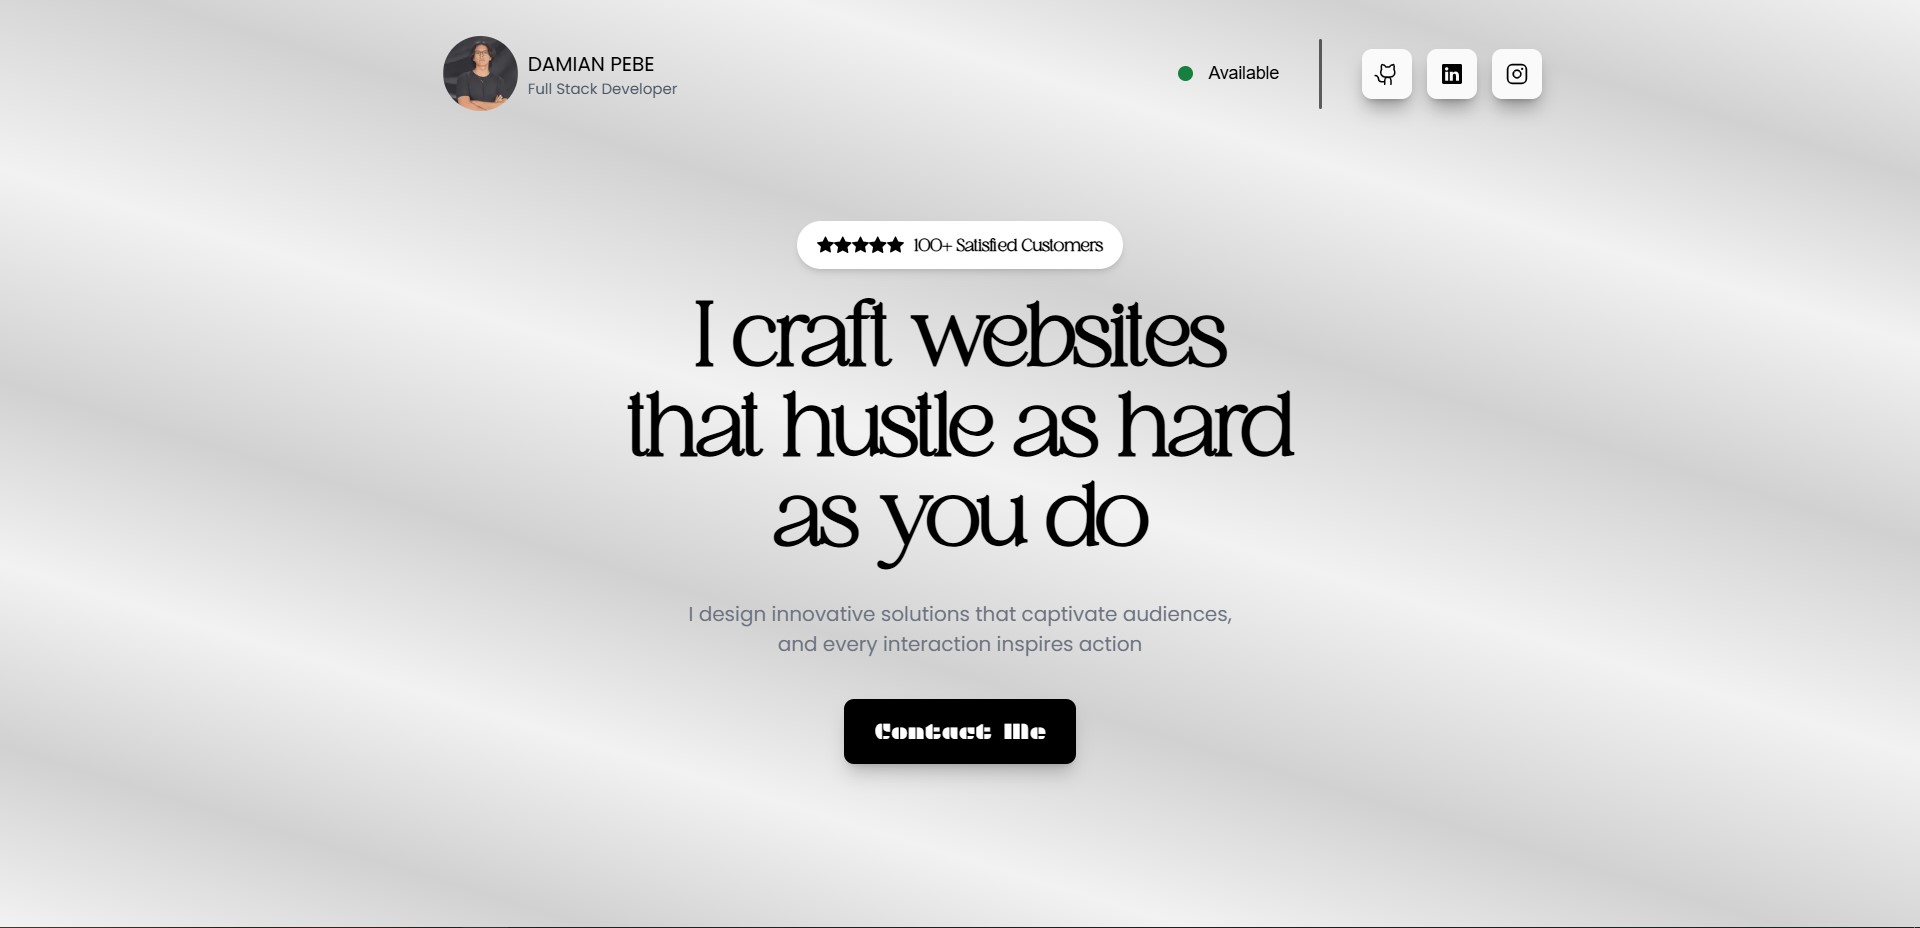 DAMIAN PEBE
Full Stack Developer
Available
in
100+ Satisfied Customers
I craft websites
that hustle as hard
as you do
I design innovative solutions that captivate audiences,
and every interaction inspires action
Contact Me